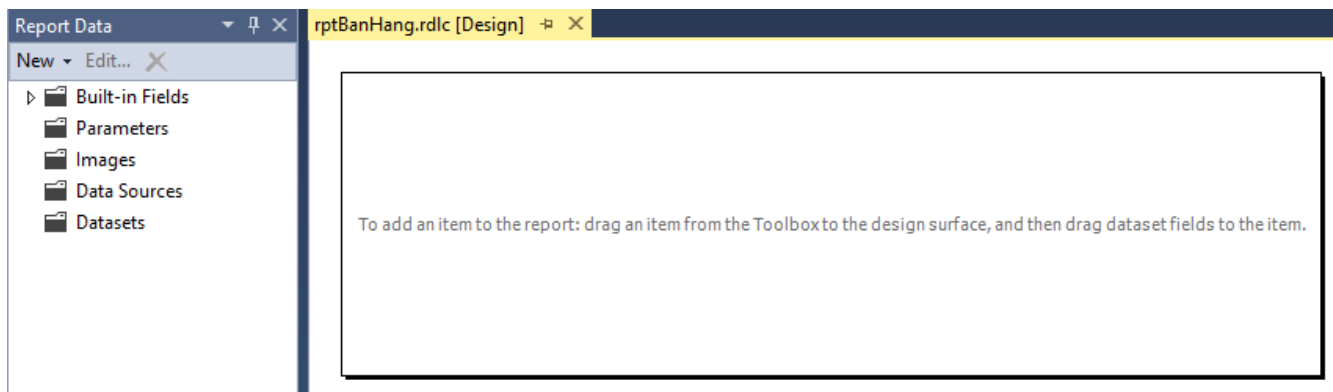 Report Data
New Edit...
Built-in Fields
Parameters
Images
Data Sources
Datasets
rptBanHang.rdlc [Design]
To add an item to the report: drag an item from the Toolbox to the design surface, and then drag dataset fields to the item.